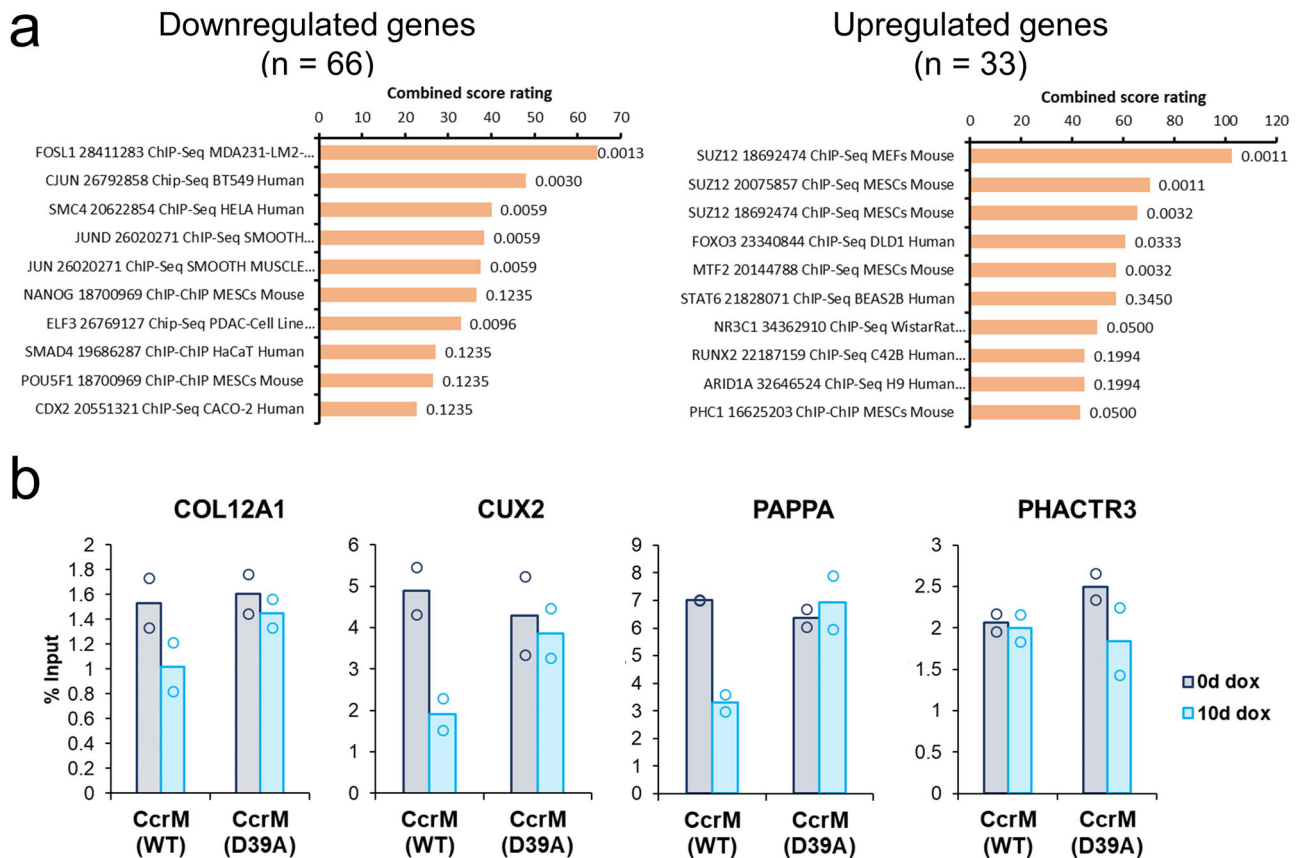 a
Downregulated genes
(n = 66)
Combined score rating
0 10 20 30 40 50 60 70
FOSL1 28411283 ChIP-Seq MDA231-LM2-... 0.0013
CJUN 26792858 Chip-Seq BT549 Human 0.0030
SMC4 20622854 ChIP-Seq HELA Human 0.0059
JUND 26020271 ChIP-Seq SMOOTH... 0.0059
JUN 26020271 ChIP-Seq SMOOTH MUSCLE... 0.0059
NANOG 18700969 ChIP-ChIP MESCs Mouse 0.1235
ELF3 26769127 Chip-Seq PDAC-Cell Line... 0.0096
SMAD4 19686287 ChIP-ChIP HaCaT Human 0.1235
POU5F1 18700969 ChIP-ChIP MESCs Mouse 0.1235
CDX2 20551321 ChIP-Seq CACO-2 Human 0.1235
Upregulated genes
(n = 33)
Combined score rating
0 20 40 60 80 100 120
SUZ12 18692474 ChIP-Seq MEFs Mouse 0.0011
SUZ12 20075857 ChIP-Seq MESCs Mouse 0.0011
SUZ12 18692474 ChIP-Seq MESCs Mouse 0.0032
FOXO3 23340844 ChIP-Seq DLD1 Human 0.0333
MTF2 20144788 ChIP-Seq MESCs Mouse 0.0032
STAT6 21828071 ChIP-Seq BEAS2B Human 0.3450
NR3C1 34362910 ChIP-Seq WistarRat... 0.0500
RUNX2 22187159 ChIP-Seq C42B Human... 0.1994
ARID1A 32646524 ChIP-Seq H9 Human... 0.1994
PHC1 16625203 ChIP-ChIP MESCs Mouse 0.0500
b
COL12A1
% Input
2
1.8
1.6
1.4
1.2
1
0.8
0.6
0.4
0.2
0
CcrM CcrM
(WT) (D39A)
CUX2
6
5
4
3
2
1
0
CcrM CcrM
(WT) (D39A)
PAPPA
9
8
7
6
5
4
3
2
1
0
CcrM CcrM
(WT) (D39A)
PHACTR3
3
2.5
2
1.5
1
0.5
0
CcrM CcrM
(WT) (D39A)
0d dox
10d dox